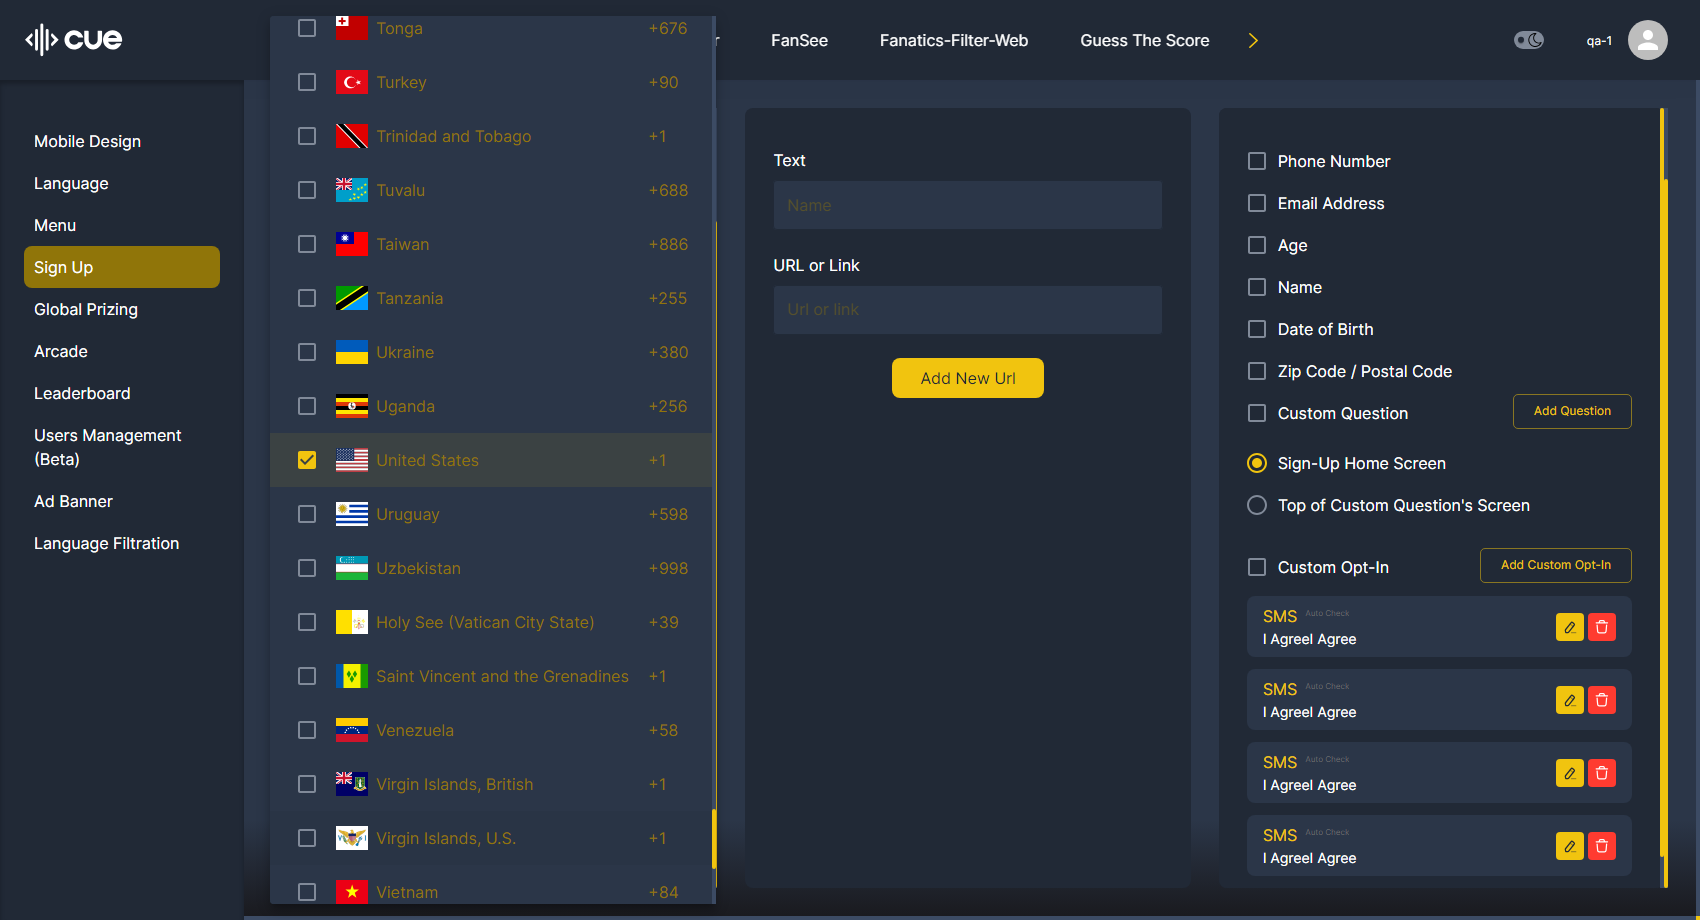 cue
r
FanSee
Fanatics-Filter-Web
Guess The Score
qa-1
Mobile Design
Language
Menu
Sign Up
Global Prizing
Arcade
Leaderboard
Users Management
(Beta)
Ad Banner
Language Filtration
Tonga +676
Turkey +90
Trinidad and Tobago +1
Tuvalu +688
Taiwan +886
Tanzania +255
Ukraine +380
Uganda +256
United States +1
Uruguay +598
Uzbekistan +998
Holy See (Vatican City State) +39
Saint Vincent and the Grenadines +1
Venezuela +58
Virgin Islands, British +1
Virgin Islands, U.S. +1
Vietnam +84
Text
Name
URL or Link
Url or link
Add New Url
Phone Number
Email Address
Age
Name
Date of Birth
Zip Code / Postal Code
Custom Question
Add Question
Sign-Up Home Screen
Top of Custom Question's Screen
Custom Opt-In
Add Custom Opt-In
SMS Auto Check
I AgreeI Agree
SMS Auto Check
I AgreeI Agree
SMS Auto Check
I AgreeI Agree
SMS Auto Check
I AgreeI Agree